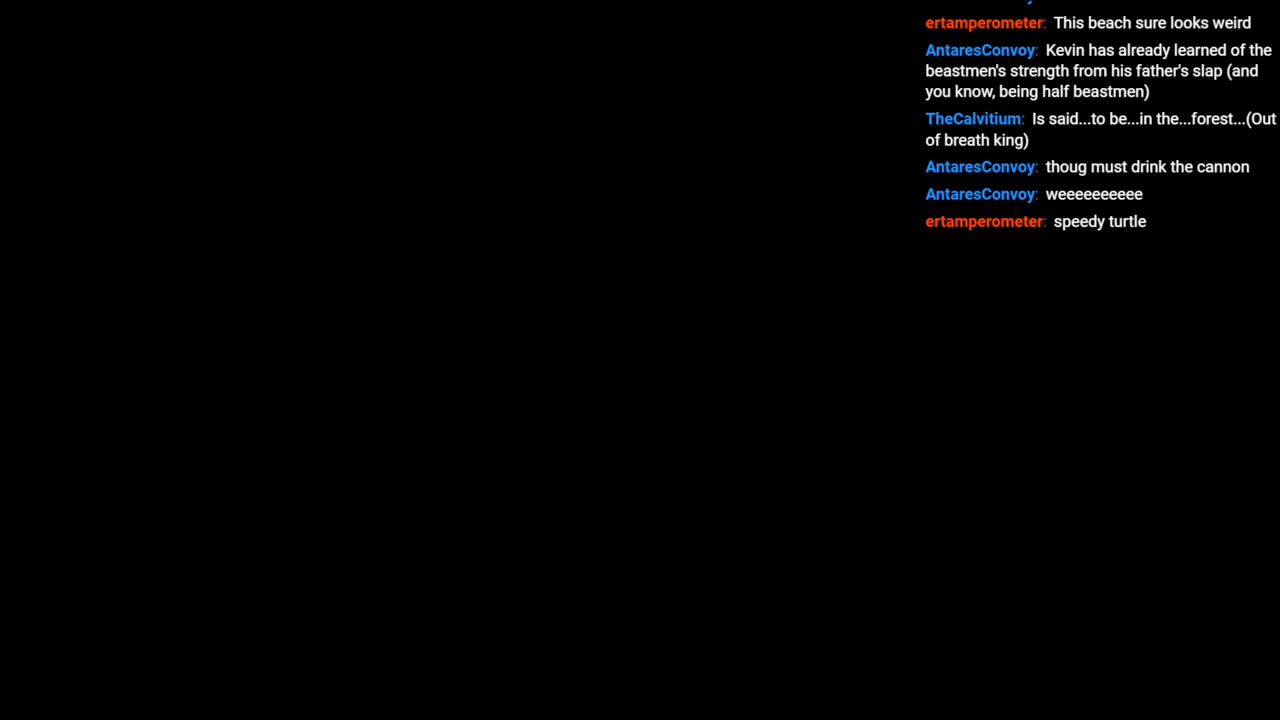 ertamperometer: This beach sure looks weird
AntaresConvoy: Kevin has already learned of the
beastmen's strength from his father's slap (and
you know, being half beastmen)
TheCalvitium: Is said...to be...in the...forest...(Out
of breath king)
AntaresConvoy: thoug must drink the cannon
AntaresConvoy: weeeeeeeeee
ertamperometer: speedy turtle